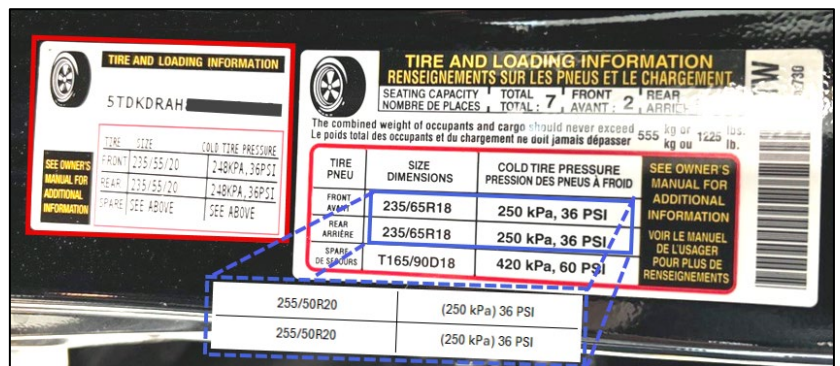 TIRE AND LOADING INFORMATION
5TDKDRAH
TIRE SIZE COLD TIRE PRESSURE
FRONT 235/55/20 248KPA,36PSI
REAR 235/55/20 248KPA,36PSI
SPARE SEE ABOVE SEE ABOVE
SEE OWNER'S
MANUAL FOR
ADDITIONAL
INFORMATION
TIRE AND LOADING INFORMATION
RENSEIGNEMENTS SUR LES PNEUS ET LE CHARGEMENT
SEATING CAPACITY TOTAL FRONT REAR
NOMBRE DE PLACES TOTAL : 7 AVANT : 2
The combined weight of occupants and cargo should never exceed 555 kg or 1225 lbs.
Le poids total des occupants et du chargement ne doit jamais dépasser kg ou lb.
TIRE SIZE COLD TIRE PRESSURE
PNEU DIMENSIONS PRESSION DES PNEUS À FROID
FRONT
AVANT 235/65R18 250 kPa, 36 PSI
REAR
ARRIÈRE 235/65R18 250 kPa, 36 PSI
SPARE
DE SECOURS T165/90D18 420 kPa, 60 PSI
SEE OWNER'S
MANUAL FOR
ADDITIONAL
INFORMATION
VOIR LE MANUEL
DE L'USAGER
POUR PLUS DE
RENSEIGNEMENTS
255/50R20 (250 kPa) 36 PSI
255/50R20 (250 kPa) 36 PSI